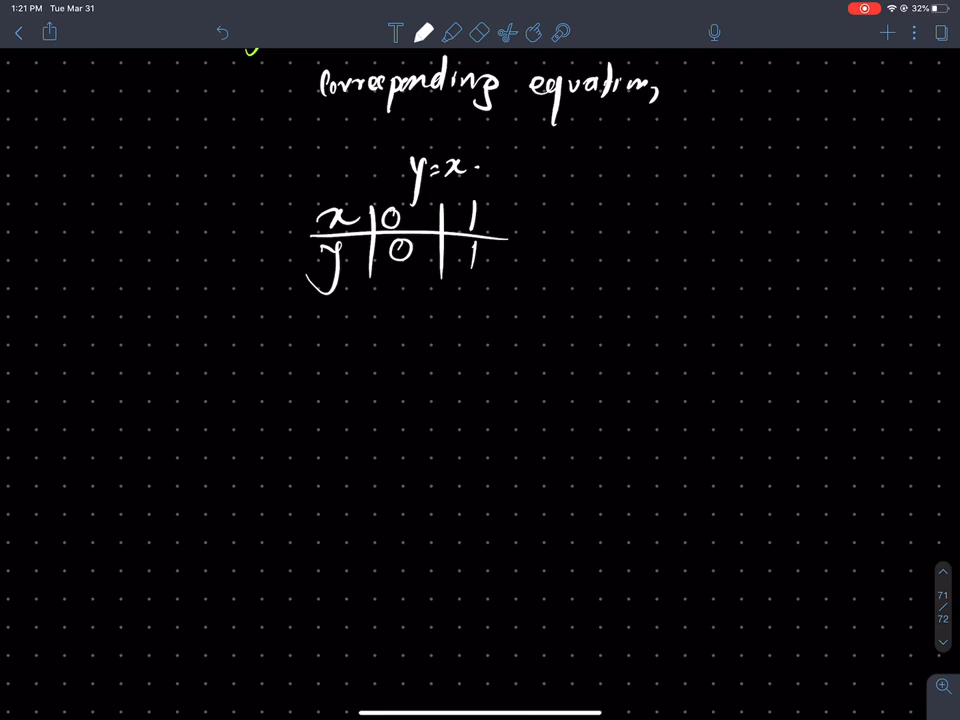 1:21 PM Tue Mar 31
32%
T
Corresponding equation,
y = x.
x 0 1
y 0 1
71
/
72